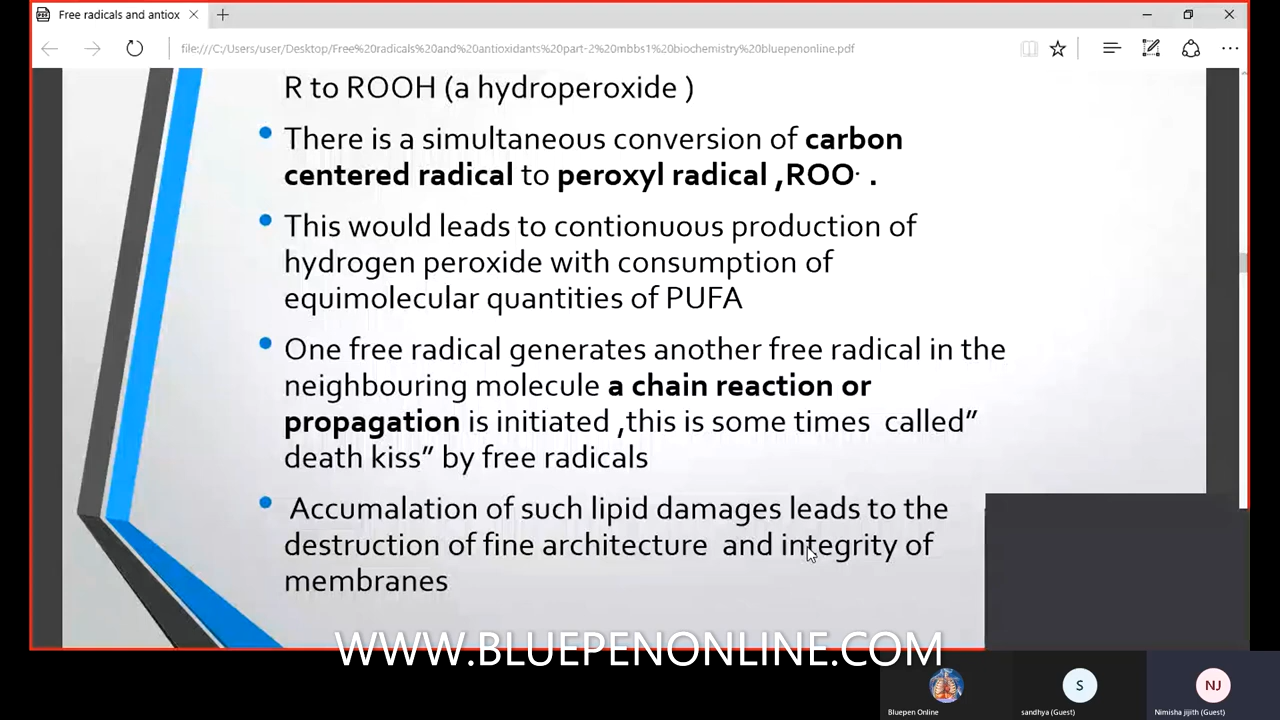 Free radicals and antiox
file:///C:/Users/user/Desktop/Free%20radicals%20and%20antioxidants%20part-2%20mbbs1%20biochemistry%20bluepenonline.pdf
R to ROOH (a hydroperoxide )
There is a simultaneous conversion of carbon
centered radical to peroxyl radical ,ROO· .
This would leads to contionuous production of
hydrogen peroxide with consumption of
equimolecular quantities of PUFA
One free radical generates another free radical in the
neighbouring molecule a chain reaction or
propagation is initiated ,this is some times called”
death kiss” by free radicals
Accumalation of such lipid damages leads to the
destruction of fine architecture and integrity of
membranes
WWW.BLUEPENONLINE.COM
S
NJ
Bluepen Online
sandhya (Guest)
Nimisha jijith (Guest)